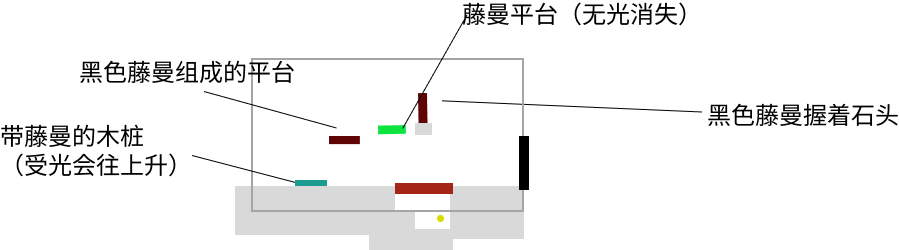 藤曼平台（无光消失）
黑色藤曼组成的平台
黑色藤曼握着石头
带藤曼的木桩
（受光会往上升）